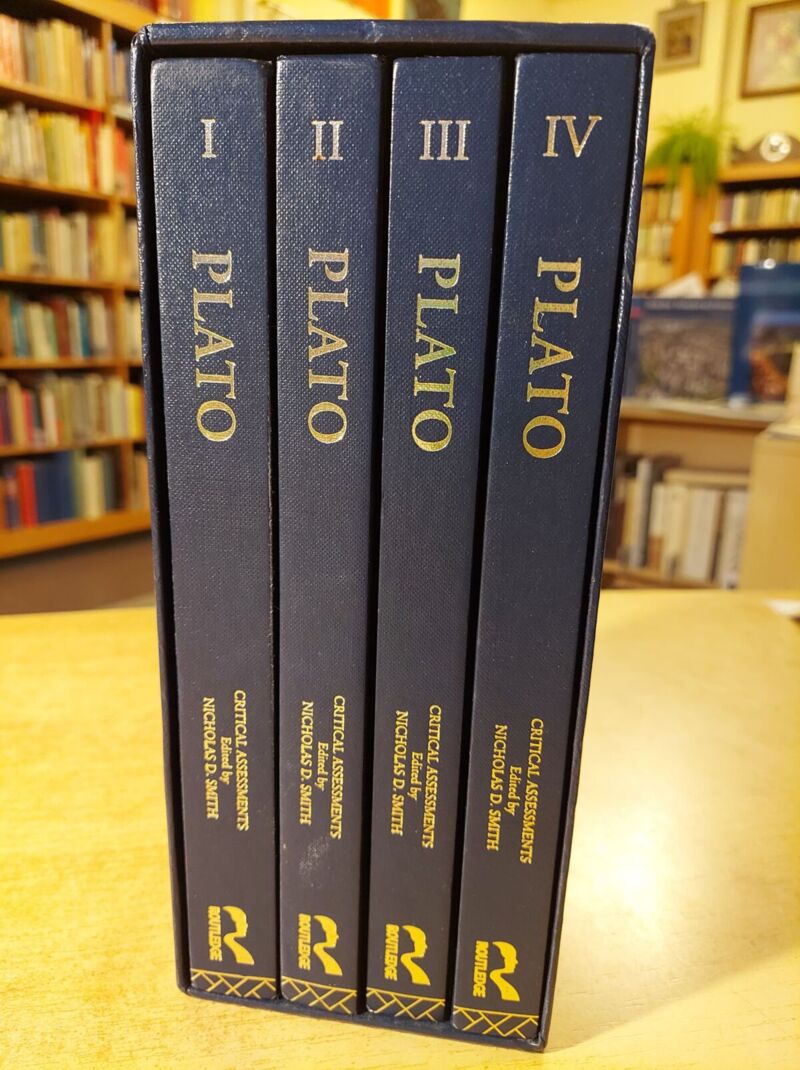 I
PLATO
CRITICAL ASSESSMENTS
Edited by
NICHOLAS D. SMITH
ROUTLEDGE
II
PLATO
CRITICAL ASSESSMENTS
Edited by
NICHOLAS D. SMITH
ROUTLEDGE
III
PLATO
CRITICAL ASSESSMENTS
Edited by
NICHOLAS D. SMITH
ROUTLEDGE
IV
PLATO
CRITICAL ASSESSMENTS
Edited by
NICHOLAS D. SMITH
ROUTLEDGE